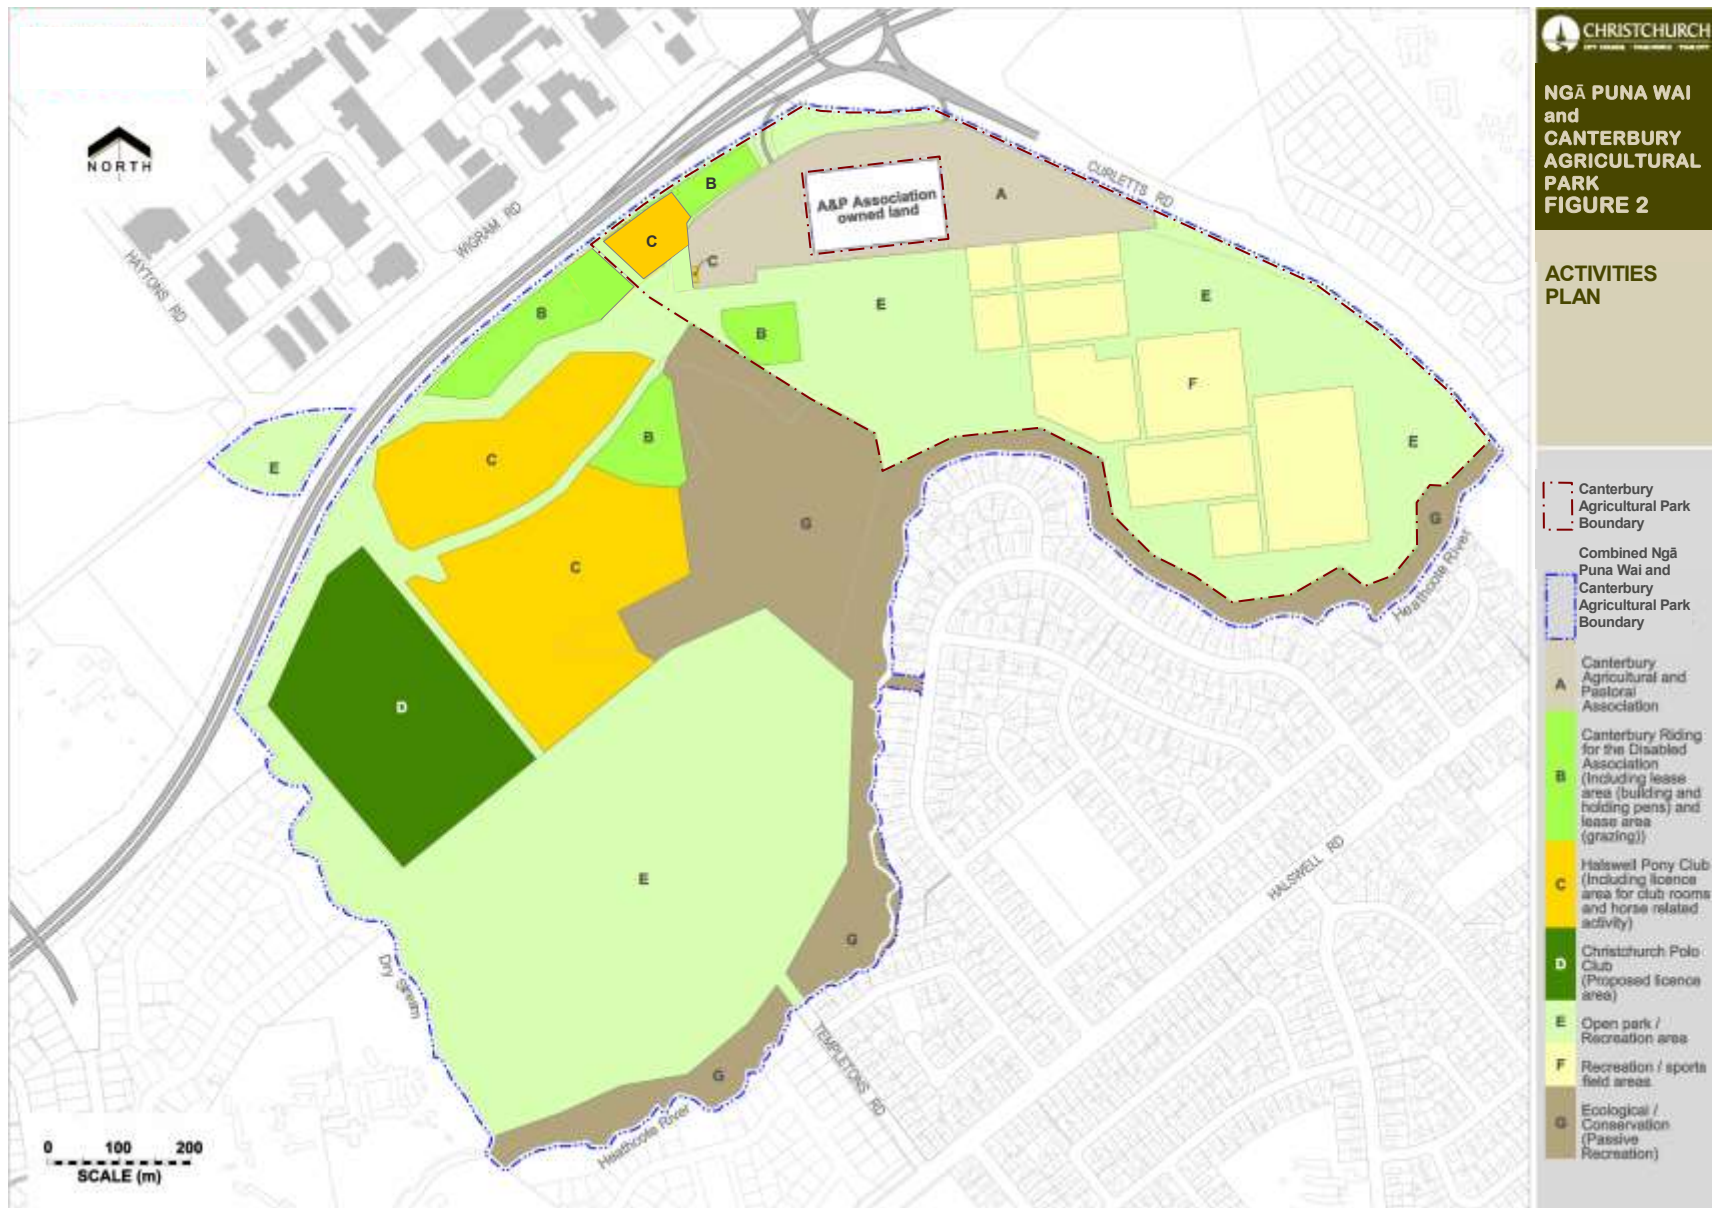 CHRISTCHURCH
NGĀ PUNA WAI
and
CANTERBURY
AGRICULTURAL
PARK
FIGURE 2
ACTIVITIES
PLAN
Canterbury
Agricultural Park
Boundary
Combined Ngā
Puna Wai and
Canterbury
Agricultural Park
Boundary
A
Canterbury
Agricultural and
Pastoral
Association
B
Canterbury Riding
for the Disabled
Association
(Including lease
area (building and
holding pens) and
lease area
(grazing))
C
Halswell Pony Club
(Including licence
area for club rooms
and horse related
activity)
D
Christchurch Polo
Club
(Proposed licence
area)
E
Open park /
Recreation area
F
Recreation / sports
field areas
G
Ecological /
Conservation
(Passive
Recreation)
NORTH
HAYTONS RD
WIGRAM RD
CURLETTS RD
A&P Association
owned land
A
B
C
C
B
B
E
E
F
E
B
C
E
G
G
C
D
E
G
G
Heathcote River
HALSWELL RD
Dry Stream
TEMPLETONS RD
Heathcote River
0 100 200
SCALE (m)